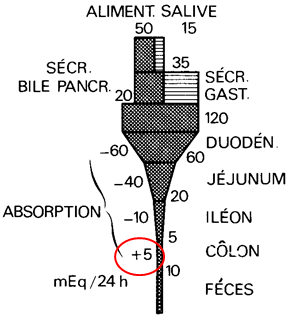 ALIMENT. SALIVE
50 15
SÉCR.
BILE PANCR.
35
SÉCR.
GAST.
20
120
DUODÉN.
-60 60
JÉJUNUM
-40
20
ABSORPTION
-10
ILÉON
5
+5
CÔLON
mEq/24h
10
FÉCES